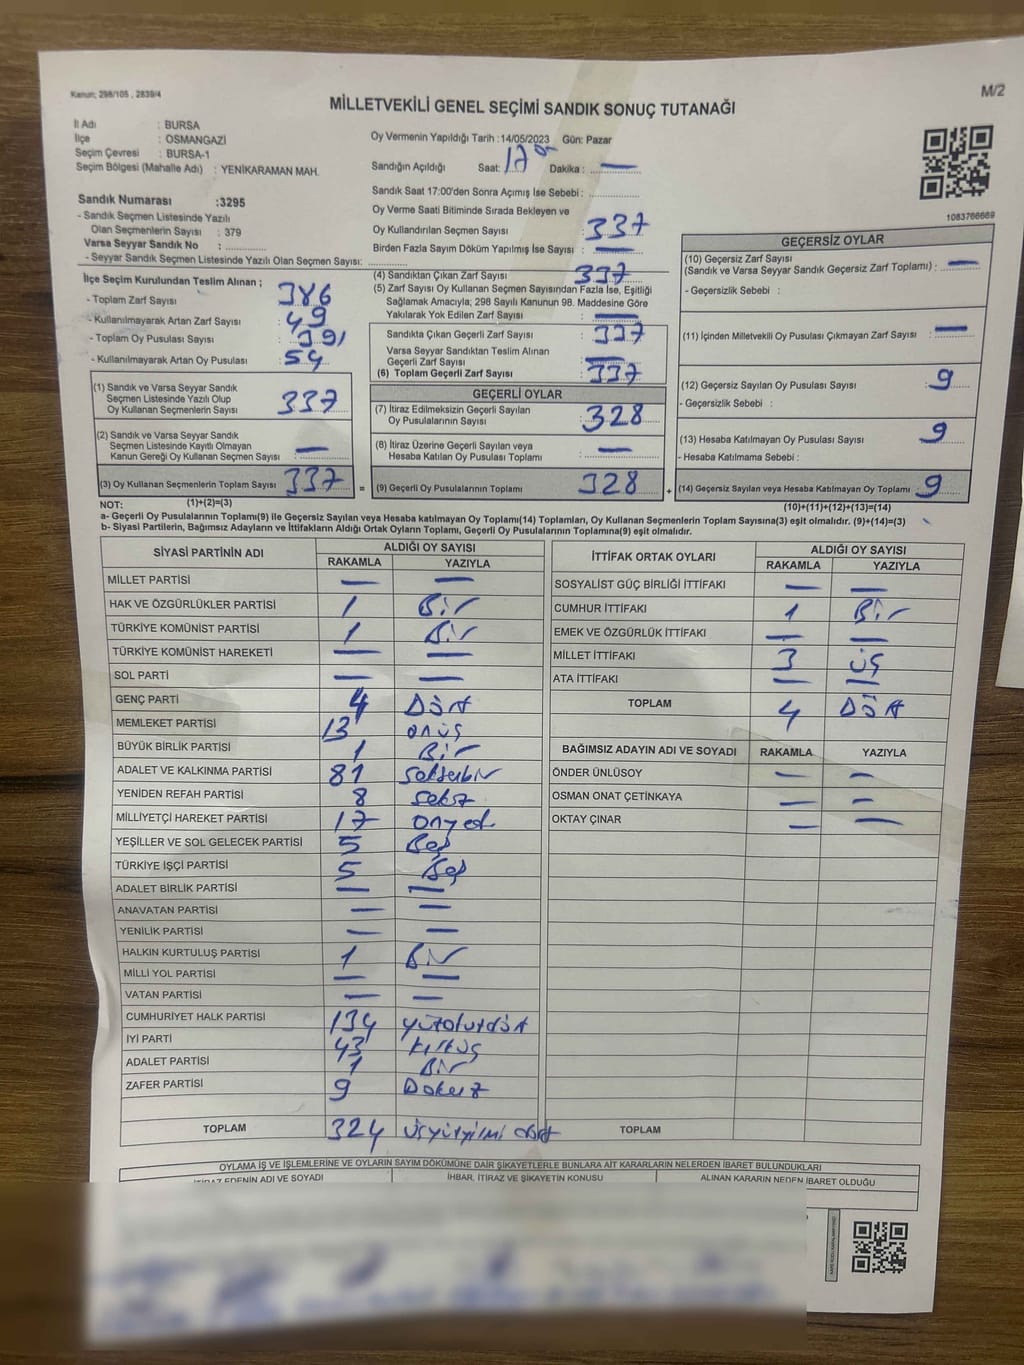 Kanun; 298/105 , 2839/4
M/2
MİLLETVEKİLİ GENEL SEÇİMİ SANDIK SONUÇ TUTANAĞI
İl Adı : BURSA
İlçe : OSMANGAZİ
Seçim Çevresi : BURSA-1
Seçim Bölgesi (Mahalle Adı) : YENİKARAMAN MAH.
Sandık Numarası :3295
- Sandık Seçmen Listesinde Yazılı
Olan Seçmenlerin Sayısı : 379
Varsa Seyyar Sandık No :
- Seyyar Sandık Seçmen Listesinde Yazılı Olan Seçmen Sayısı:
Oy Vermenin Yapıldığı Tarih :14/05/2023 Gün: Pazar
Sandığın Açıldığı Saat: 17 00 Dakika : —
Sandık Saat 17:00'den Sonra Açımış İse Sebebi :
Oy Verme Saati Bitiminde Sırada Bekleyen ve
Oy Kullandırılan Seçmen Sayısı : 337
Birden Fazla Sayım Döküm Yapılmış İse Sayısı : —
1083766669
İlçe Seçim Kurulundan Teslim Alınan ;
- Toplam Zarf Sayısı : 386
- Kullanılmayarak Artan Zarf Sayısı : 49
- Toplam Oy Pusulası Sayısı : 391
- Kullanılmayarak Artan Oy Pusulası : 54
(1) Sandık ve Varsa Seyyar Sandık
Seçmen Listesinde Yazılı Olup
Oy Kullanan Seçmenlerin Sayısı : 337
(2) Sandık ve Varsa Seyyar Sandık
Seçmen Listesinde Kayıtlı Olmayan
Kanun Gereği Oy Kullanan Seçmen Sayısı : —
(3) Oy Kullanan Seçmenlerin Toplam Sayısı : 337 =
(4) Sandıktan Çıkan Zarf Sayısı : 337
(5) Zarf Sayısı Oy Kullanan Seçmen Sayısından Fazla İse, Eşitliği
Sağlamak Amacıyla; 298 Sayılı Kanunun 98. Maddesine Göre
Yakılarak Yok Edilen Zarf Sayısı : —
Sandıkta Çıkan Geçerli Zarf Sayısı : 337
Varsa Seyyar Sandıktan Teslim Alınan
Geçerli Zarf Sayısı : —
(6) Toplam Geçerli Zarf Sayısı : 337
GEÇERLİ OYLAR
(7) İtiraz Edilmeksizin Geçerli Sayılan
Oy Pusulalarının Sayısı : 328
(8) İtiraz Üzerine Geçerli Sayılan veya
Hesaba Katılan Oy Pusulası Toplamı : —
(9) Geçerli Oy Pusulalarının Toplamı : 328 +
GEÇERSİZ OYLAR
(10) Geçersiz Zarf Sayısı
(Sandık ve Varsa Seyyar Sandık Geçersiz Zarf Toplamı) : —
- Geçersizlik Sebebi :
(11) İçinden Milletvekili Oy Pusulası Çıkmayan Zarf Sayısı : —
(12) Geçersiz Sayılan Oy Pusulası Sayısı : 9
- Geçersizlik Sebebi :
(13) Hesaba Katılmayan Oy Pusulası Sayısı : 9
- Hesaba Katılmama Sebebi :
(14) Geçersiz Sayılan veya Hesaba Katılmayan Oy Toplamı : 9
NOT: (1)+(2)=(3)
(10)+(11)+(12)+(13)=(14)
a- Geçerli Oy Pusulalarının Toplamı(9) ile Geçersiz Sayılan veya Hesaba katılmayan Oy Toplamı(14) Toplamları, Oy Kullanan Seçmenlerin Toplam Sayısına(3) eşit olmalıdır. (9)+(14)=(3)
b- Siyasi Partilerin, Bağımsız Adayların ve İttifakların Aldığı Ortak Oyların Toplamı, Geçerli Oy Pusulalarının Toplamına(9) eşit olmalıdır.
SİYASİ PARTİNİN ADI ALDIĞI OY SAYISI
RAKAMLA YAZIYLA
MİLLET PARTİSİ — —
HAK VE ÖZGÜRLÜKLER PARTİSİ 1 Bir
TÜRKİYE KOMÜNİST PARTİSİ 1 Bir
TÜRKİYE KOMÜNİST HAREKETİ — —
SOL PARTİ — —
GENÇ PARTİ 4 Dört
MEMLEKET PARTİSİ 13 onüç
BÜYÜK BİRLİK PARTİSİ 1 Bir
ADALET VE KALKINMA PARTİSİ 81 seksenbir
YENİDEN REFAH PARTİSİ 8 sekiz
MİLLİYETÇİ HAREKET PARTİSİ 17 onyedi
YEŞİLLER VE SOL GELECEK PARTİSİ 5 Beş
TÜRKİYE İŞÇİ PARTİSİ 5 Beş
ADALET BİRLİK PARTİSİ — —
ANAVATAN PARTİSİ — —
YENİLİK PARTİSİ — —
HALKIN KURTULUŞ PARTİSİ 1 Bir
MİLLİ YOL PARTİSİ — —
VATAN PARTİSİ — —
CUMHURİYET HALK PARTİSİ 134 yüzotuzdört
İYİ PARTİ 43 kırküç
ADALET PARTİSİ 1 Bir
ZAFER PARTİSİ 9 Dokuz
TOPLAM 324 üçyüzyirmi dört
İTTİFAK ORTAK OYLARI ALDIĞI OY SAYISI
RAKAMLA YAZIYLA
SOSYALİST GÜÇ BİRLİĞİ İTTİFAKI — —
CUMHUR İTTİFAKI 1 Bir
EMEK VE ÖZGÜRLÜK İTTİFAKI — —
MİLLET İTTİFAKI 3 üç
ATA İTTİFAKI — —
TOPLAM 4 Dört
BAĞIMSIZ ADAYIN ADI VE SOYADI RAKAMLA YAZIYLA
ÖNDER ÜNLÜSOY — —
OSMAN ONAT ÇETİNKAYA — —
OKTAY ÇINAR — —
TOPLAM
OYLAMA İŞ VE İŞLEMLERİNE VE OYLARIN SAYIM DÖKÜMÜNE DAİR ŞİKAYETLERLE BUNLARA AİT KARARLARIN NELERDEN İBARET BULUNDUKLARI
İTİRAZ EDENİN ADI VE SOYADI İHBAR, İTİRAZ VE ŞİKAYETİN KONUSU ALINAN KARARIN NEDEN İBARET OLDUĞU